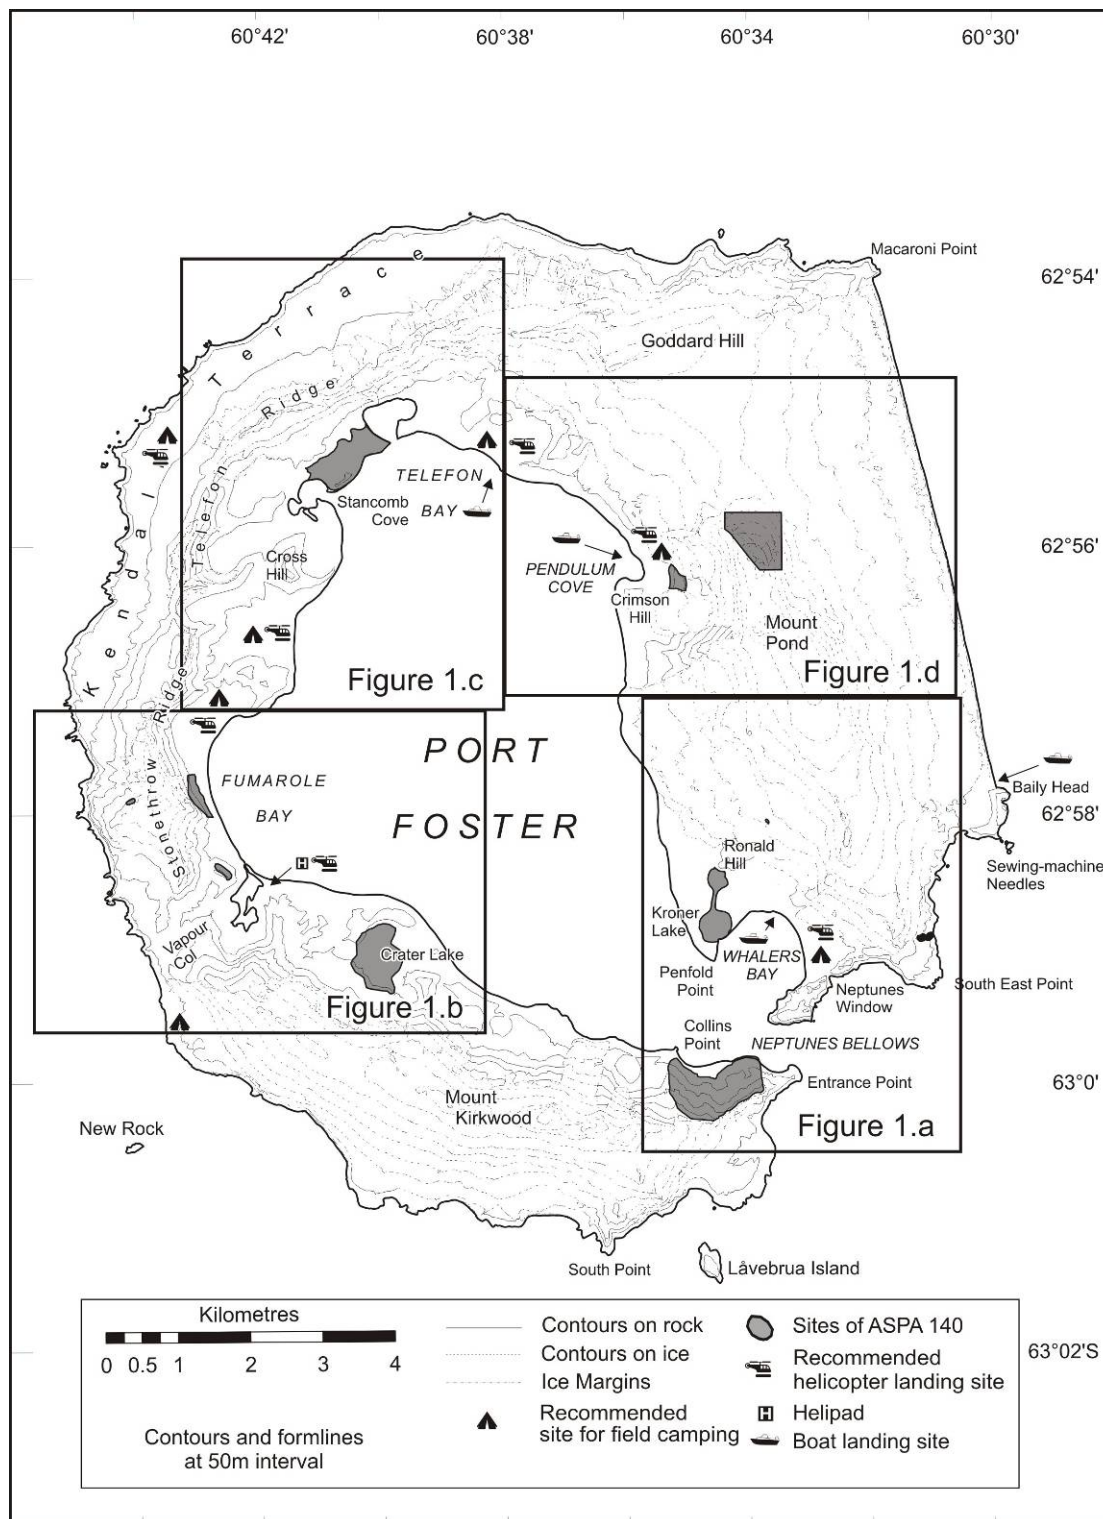 60°42'
60°38'
60°34'
60°30'
Macaroni Point
62°54'
Goddard Hill
Kendall Terrace
Telefon Ridge
TELEFON
BAY
Stancomb
Cove
62°56'
Cross
Hill
PENDULUM
COVE
Crimson
Hill
Mount
Pond
Figure 1.c
Figure 1.d
Stonethrow Ridge
PORT
FOSTER
FUMAROLE
BAY
Baily Head
62°58'
Sewing-machine
Needles
Ronald
Hill
Kroner
Lake
H
Vapour
Col
Crater Lake
Penfold
Point
WHALERS
BAY
Neptunes
Window
South East Point
Figure 1.b
Collins
Point
NEPTUNES BELLOWS
Entrance Point
63°0'
Mount
Kirkwood
Figure 1.a
New Rock
South Point
Låvebrua Island
Kilometres
0 0.5 1 2 3 4
Contours and formlines
at 50m interval
Contours on rock
Contours on ice
Ice Margins
Recommended
site for field camping
Sites of ASPA 140
Recommended
helicopter landing site
H Helipad
Boat landing site
63°02'S